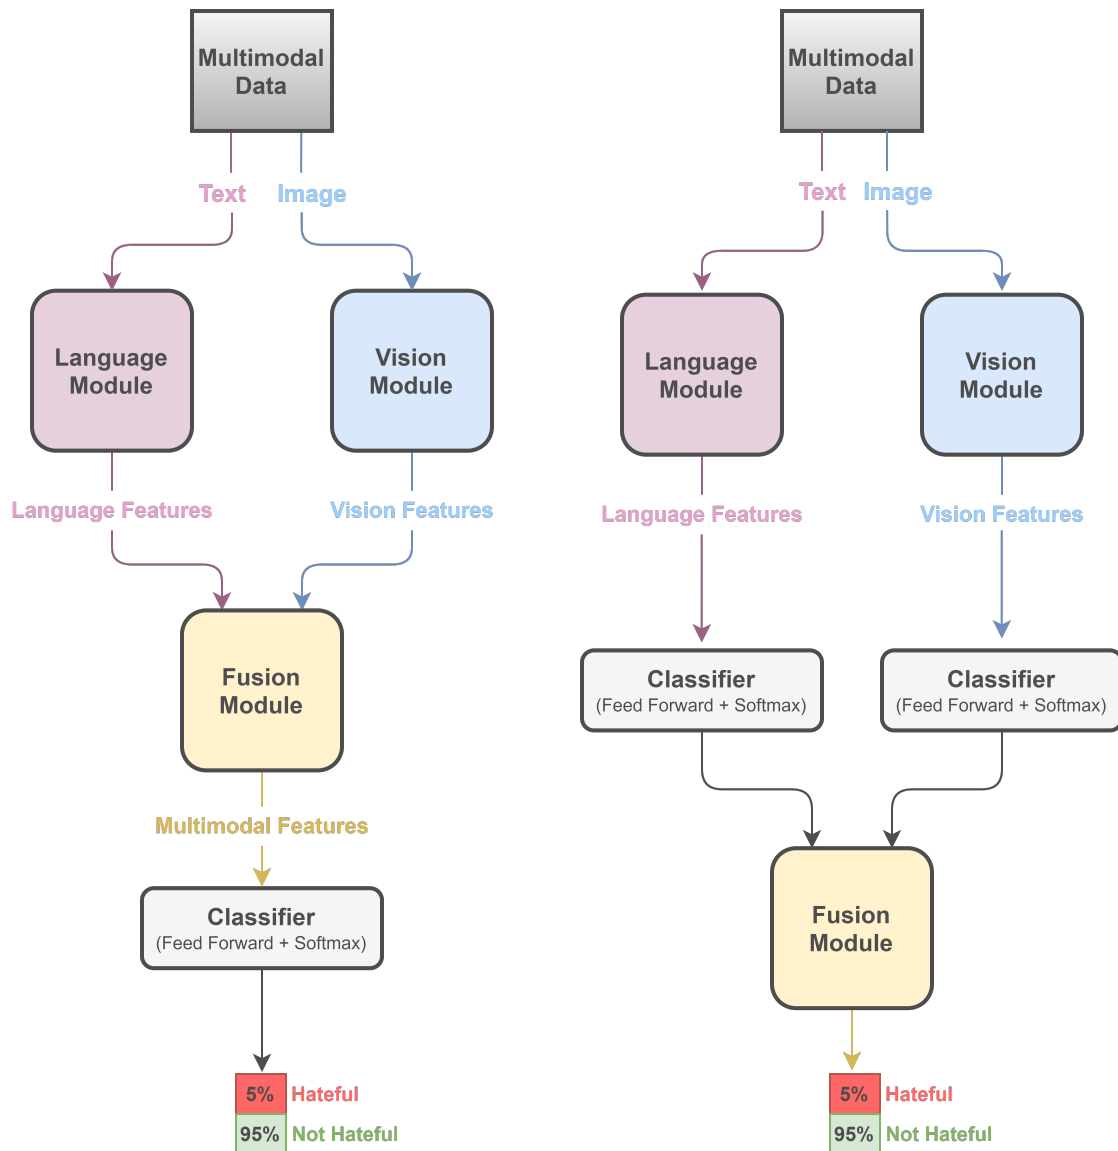 Multimodal
Data
Text
Image
Language
Module
Vision
Module
Language Features
Vision Features
Fusion
Module
Multimodal Features
Classifier
(Feed Forward + Softmax)
5%
Hateful
95%
Not Hateful
Multimodal
Data
Text
Image
Language
Module
Vision
Module
Language Features
Vision Features
Classifier
(Feed Forward + Softmax)
Classifier
(Feed Forward + Softmax)
Fusion
Module
5%
Hateful
95%
Not Hateful